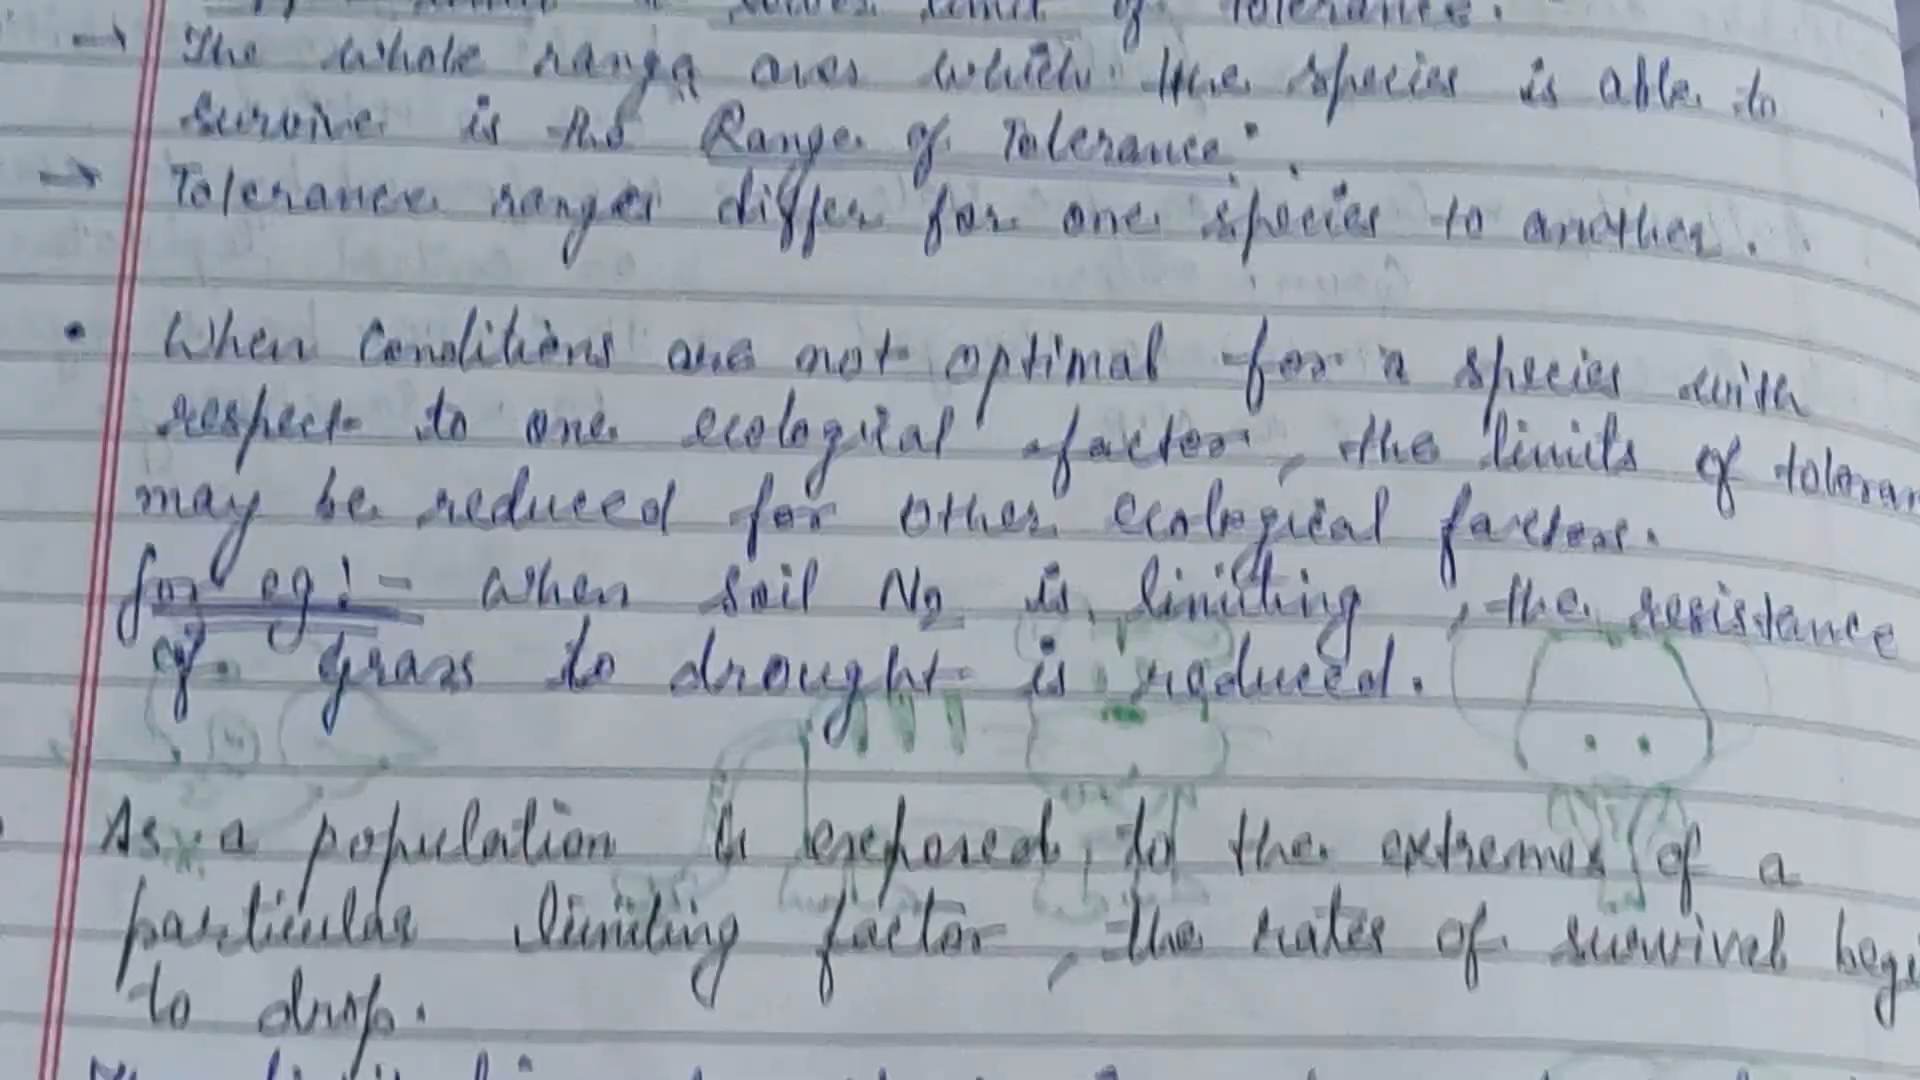 limit of tolerance.
→ The whole range over which the species is able to
survive is the Range of Tolerance".
→ Tolerance ranges differ for one species to another.
• When conditions are not optimal for a species with
respect to one ecological factor, the limits of toleran
may be reduced for other ecological factors.
for eg:- when soil N2 is limiting, the resistance
of grass to drought is reduced.
As a population is exposed to the extremes of a
particular limiting factor, the rates of survival begi
to drop.